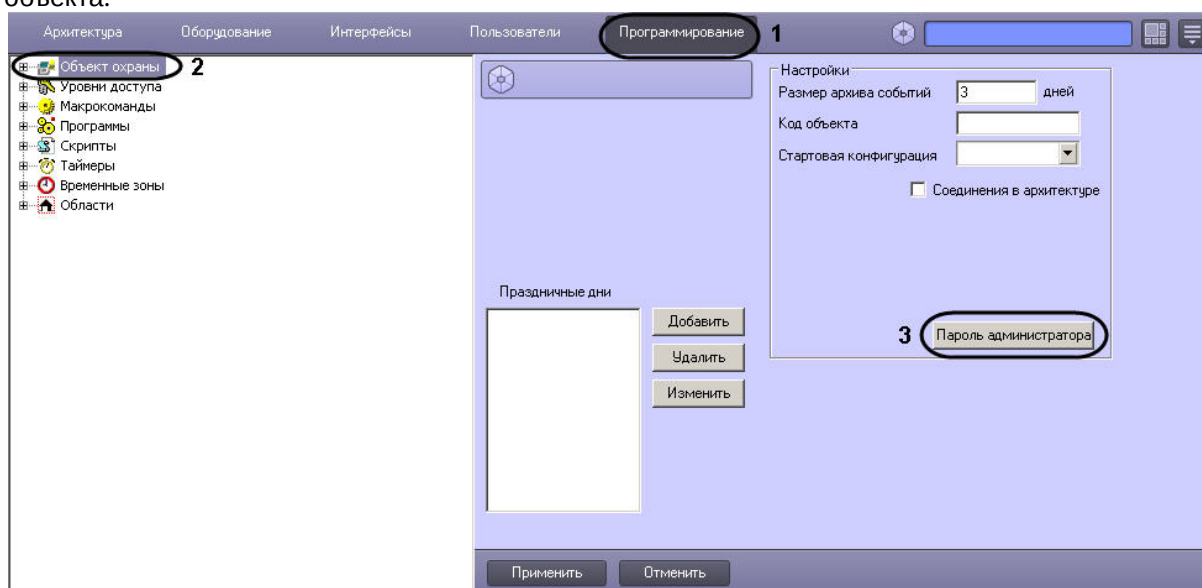 объекта.
Архитектура Оборудование Интерфейсы Пользователи Программирование 1
Объект охраны 2
Уровни доступа
Макрокоманды
Программы
Скрипты
Таймеры
Временные зоны
Области
Настройки
Размер архива событий 3 дней
Код объекта
Стартовая конфигурация
Соединения в архитектуре
3 Пароль администратора
Праздничные дни
Добавить
Удалить
Изменить
Применить Отменить